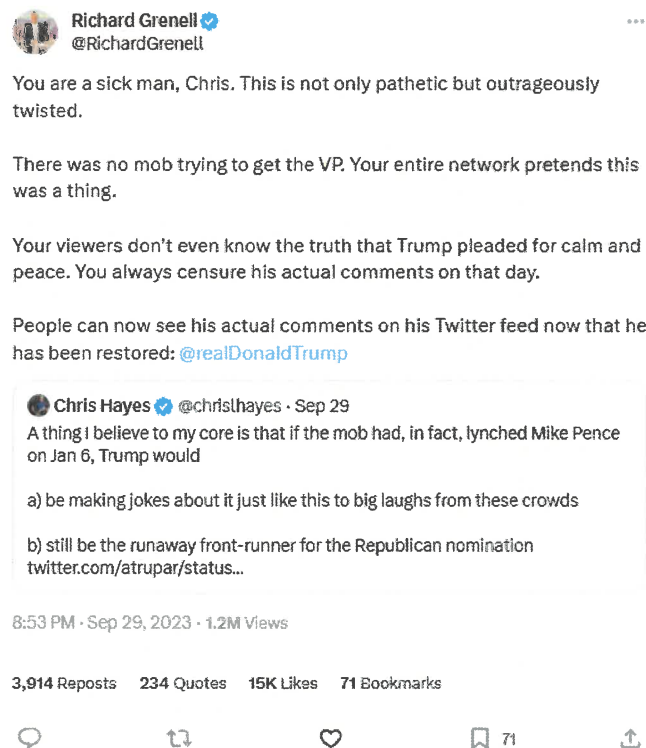 Richard Grenell
@RichardGrenell
You are a sick man, Chris. This is not only pathetic but outrageously
twisted.
There was no mob trying to get the VP. Your entire network pretends this
was a thing.
Your viewers don't even know the truth that Trump pleaded for calm and
peace. You always censure his actual comments on that day.
People can now see his actual comments on his Twitter feed now that he
has been restored: @realDonaldTrump
Chris Hayes @chrislhayes · Sep 29
A thing I believe to my core is that if the mob had, in fact, lynched Mike Pence
on Jan 6, Trump would
a) be making jokes about it just like this to big laughs from these crowds
b) still be the runaway front-runner for the Republican nomination
twitter.com/atrupar/status...
8:53 PM · Sep 29, 2023 · 1.2M Views
3,914 Reposts 234 Quotes 15K Likes 71 Bookmarks
71